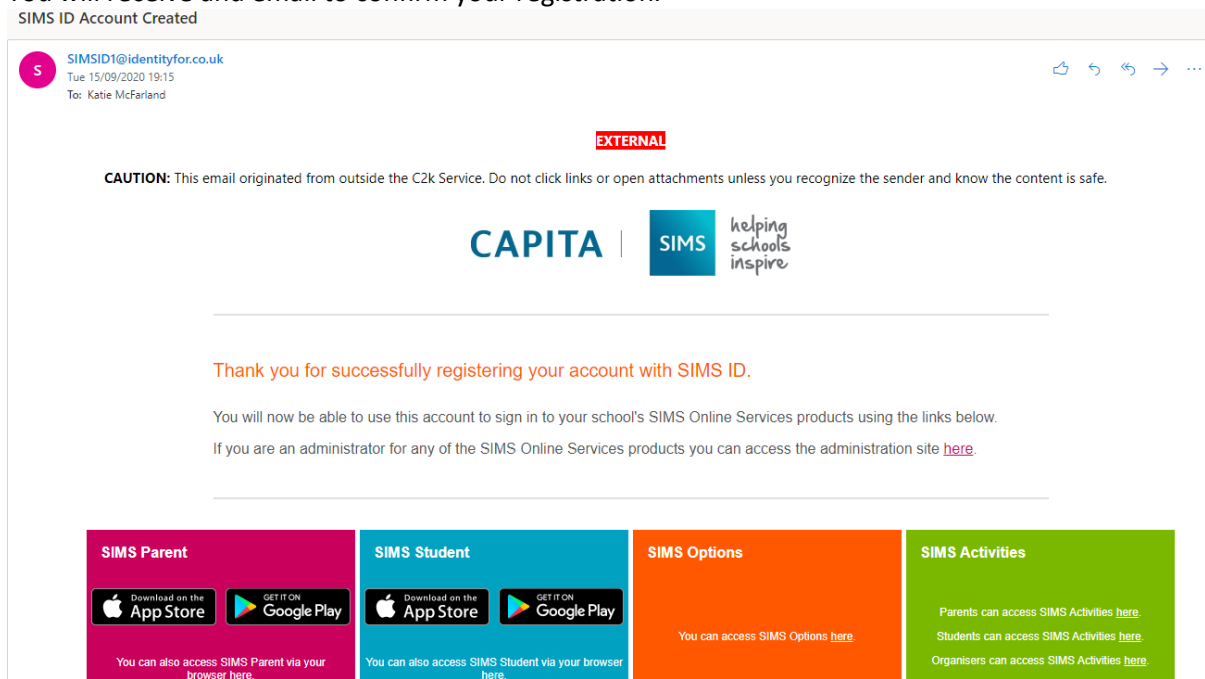 You will receive and email to confirm your registration.
SIMS ID Account Created
S
SIMSID1@identityfor.co.uk
Tue 15/09/2020 19:15
To: Katie McFarland
EXTERNAL
CAUTION: This email originated from outside the C2k Service. Do not click links or open attachments unless you recognize the sender and know the content is safe.
CAPITA
SIMS
helping
schools
inspire
Thank you for successfully registering your account with SIMS ID.
You will now be able to use this account to sign in to your school's SIMS Online Services products using the links below.
If you are an administrator for any of the SIMS Online Services products you can access the administration site here.
SIMS Parent
Download on the
App Store
GET IT ON
Google Play
You can also access SIMS Parent via your
browser here.
SIMS Student
Download on the
App Store
GET IT ON
Google Play
You can also access SIMS Student via your browser
here.
SIMS Options
You can access SIMS Options here.
SIMS Activities
Parents can access SIMS Activities here.
Students can access SIMS Activities here.
Organisers can access SIMS Activities here.